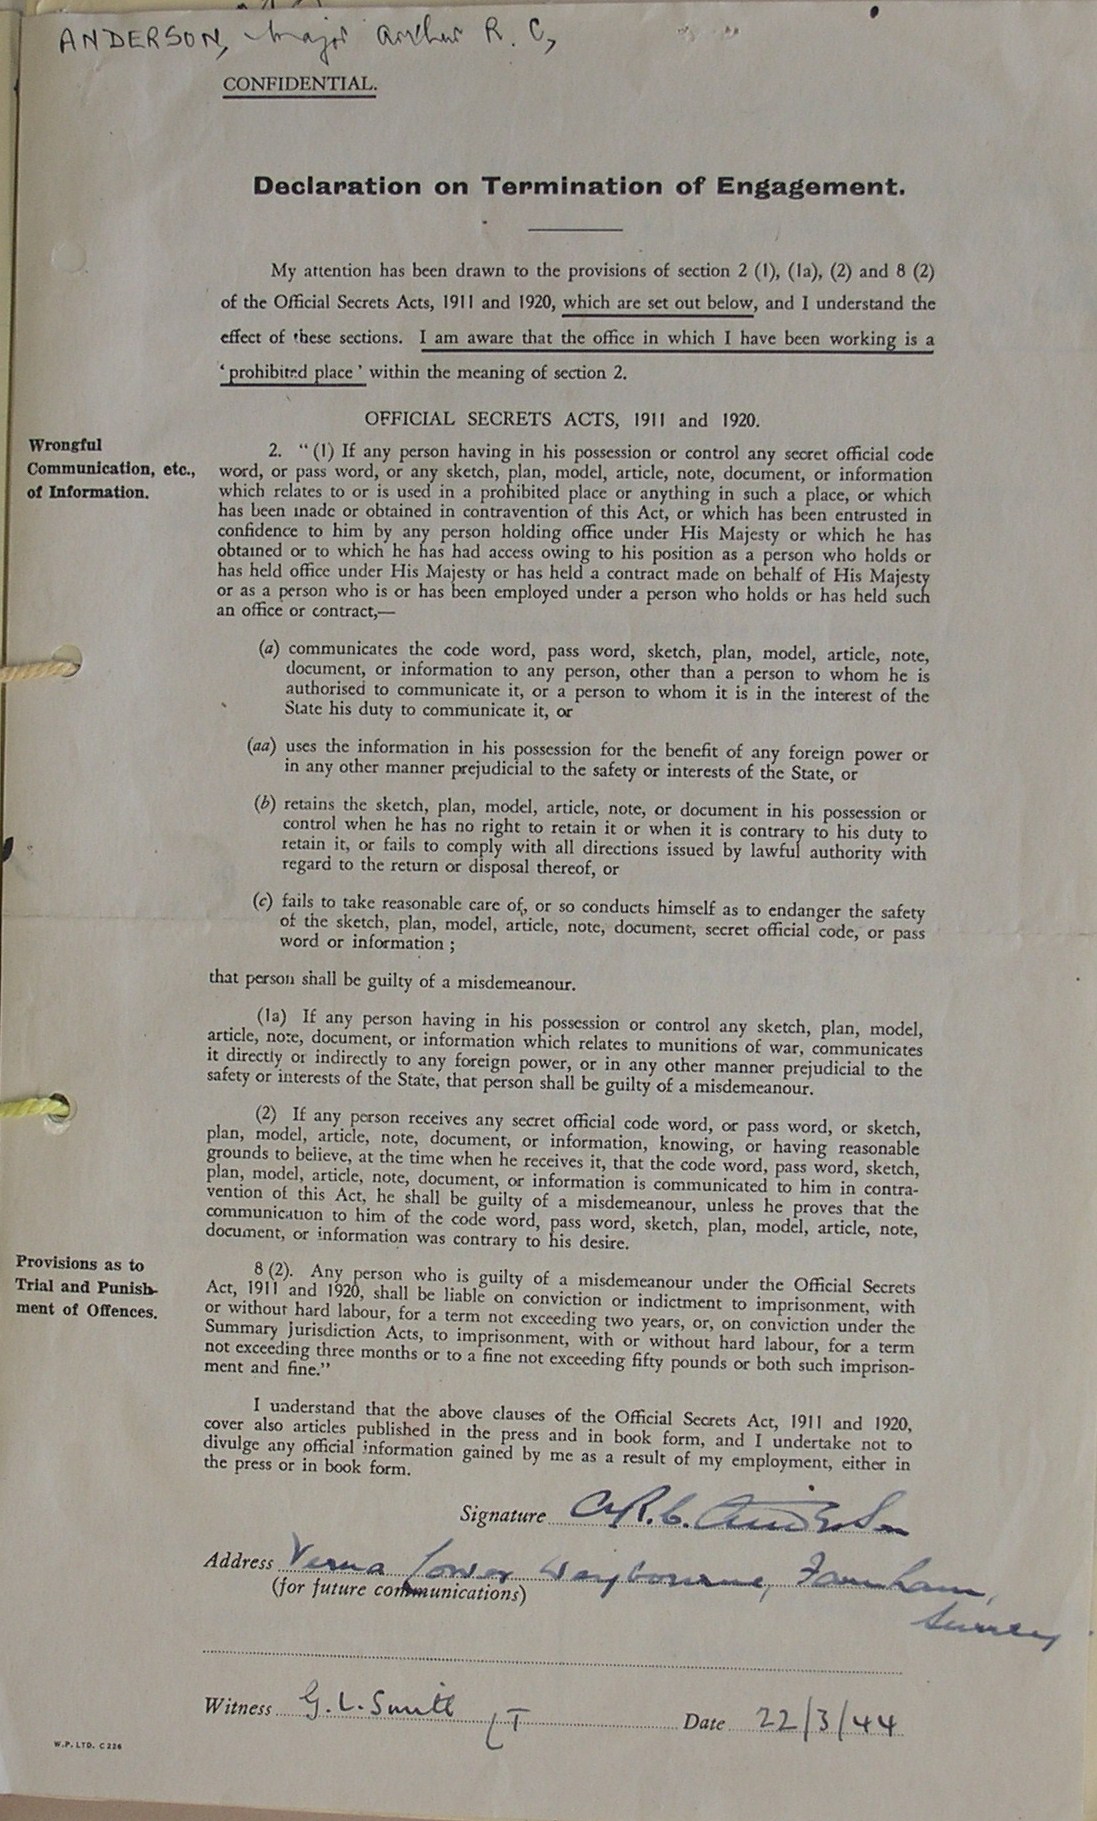 ANDERSON, Major Arthur R. C,
CONFIDENTIAL.
Declaration on Termination of Engagement.
My attention has been drawn to the provisions of section 2 (1), (1a), (2) and 8 (2)
of the Official Secrets Acts, 1911 and 1920, which are set out below, and I understand the
effect of these sections. I am aware that the office in which I have been working is a
‘prohibited place’ within the meaning of section 2.
OFFICIAL SECRETS ACTS, 1911 and 1920.
Wrongful
Communication, etc.,
of Information.
2. “(1) If any person having in his possession or control any secret official code
word, or pass word, or any sketch, plan, model, article, note, document, or information
which relates to or is used in a prohibited place or anything in such a place, or which
has been made or obtained in contravention of this Act, or which has been entrusted in
confidence to him by any person holding office under His Majesty or which he has
obtained or to which he has had access owing to his position as a person who holds or
has held office under His Majesty or has held a contract made on behalf of His Majesty
or as a person who is or has been employed under a person who holds or has held such
an office or contract,—
(a) communicates the code word, pass word, sketch, plan, model, article, note,
document, or information to any person, other than a person to whom he is
authorised to communicate it, or a person to whom it is in the interest of the
State his duty to communicate it, or
(aa) uses the information in his possession for the benefit of any foreign power or
in any other manner prejudicial to the safety or interests of the State, or
(b) retains the sketch, plan, model, article, note, or document in his possession or
control when he has no right to retain it or when it is contrary to his duty to
retain it, or fails to comply with all directions issued by lawful authority with
regard to the return or disposal thereof, or
(c) fails to take reasonable care of, or so conducts himself as to endanger the safety
of the sketch, plan, model, article, note, document, secret official code, or pass
word or information ;
that person shall be guilty of a misdemeanour.
(1a) If any person having in his possession or control any sketch, plan, model,
article, note, document, or information which relates to munitions of war, communicates
it directly or indirectly to any foreign power, or in any other manner prejudicial to the
safety or interests of the State, that person shall be guilty of a misdemeanour.
(2) If any person receives any secret official code word, or pass word, or sketch,
plan, model, article, note, document, or information, knowing, or having reasonable
grounds to believe, at the time when he receives it, that the code word, pass word, sketch,
plan, model, article, note, document, or information is communicated to him in contra-
vention of this Act, he shall be guilty of a misdemeanour, unless he proves that the
communication to him of the code word, pass word, sketch, plan, model, article, note,
document, or information was contrary to his desire.
Provisions as to
Trial and Punish-
ment of Offences.
8 (2). Any person who is guilty of a misdemeanour under the Official Secrets
Act, 1911 and 1920, shall be liable on conviction or indictment to imprisonment, with
or without hard labour, for a term not exceeding two years, or, on conviction under the
Summary Jurisdiction Acts, to imprisonment, with or without hard labour, for a term
not exceeding three months or to a fine not exceeding fifty pounds or both such imprison-
ment and fine.”
I understand that the above clauses of the Official Secrets Act, 1911 and 1920,
cover also articles published in the press and in book form, and I undertake not to
divulge any official information gained by me as a result of my employment, either in
the press or in book form.
Signature A.R.C. Anderson
Address Verna Lower Weybourne, Farnham,
(for future communications)
Surrey
Witness G. L. Smith LT Date 22/3/44
W.P. LTD. C 226